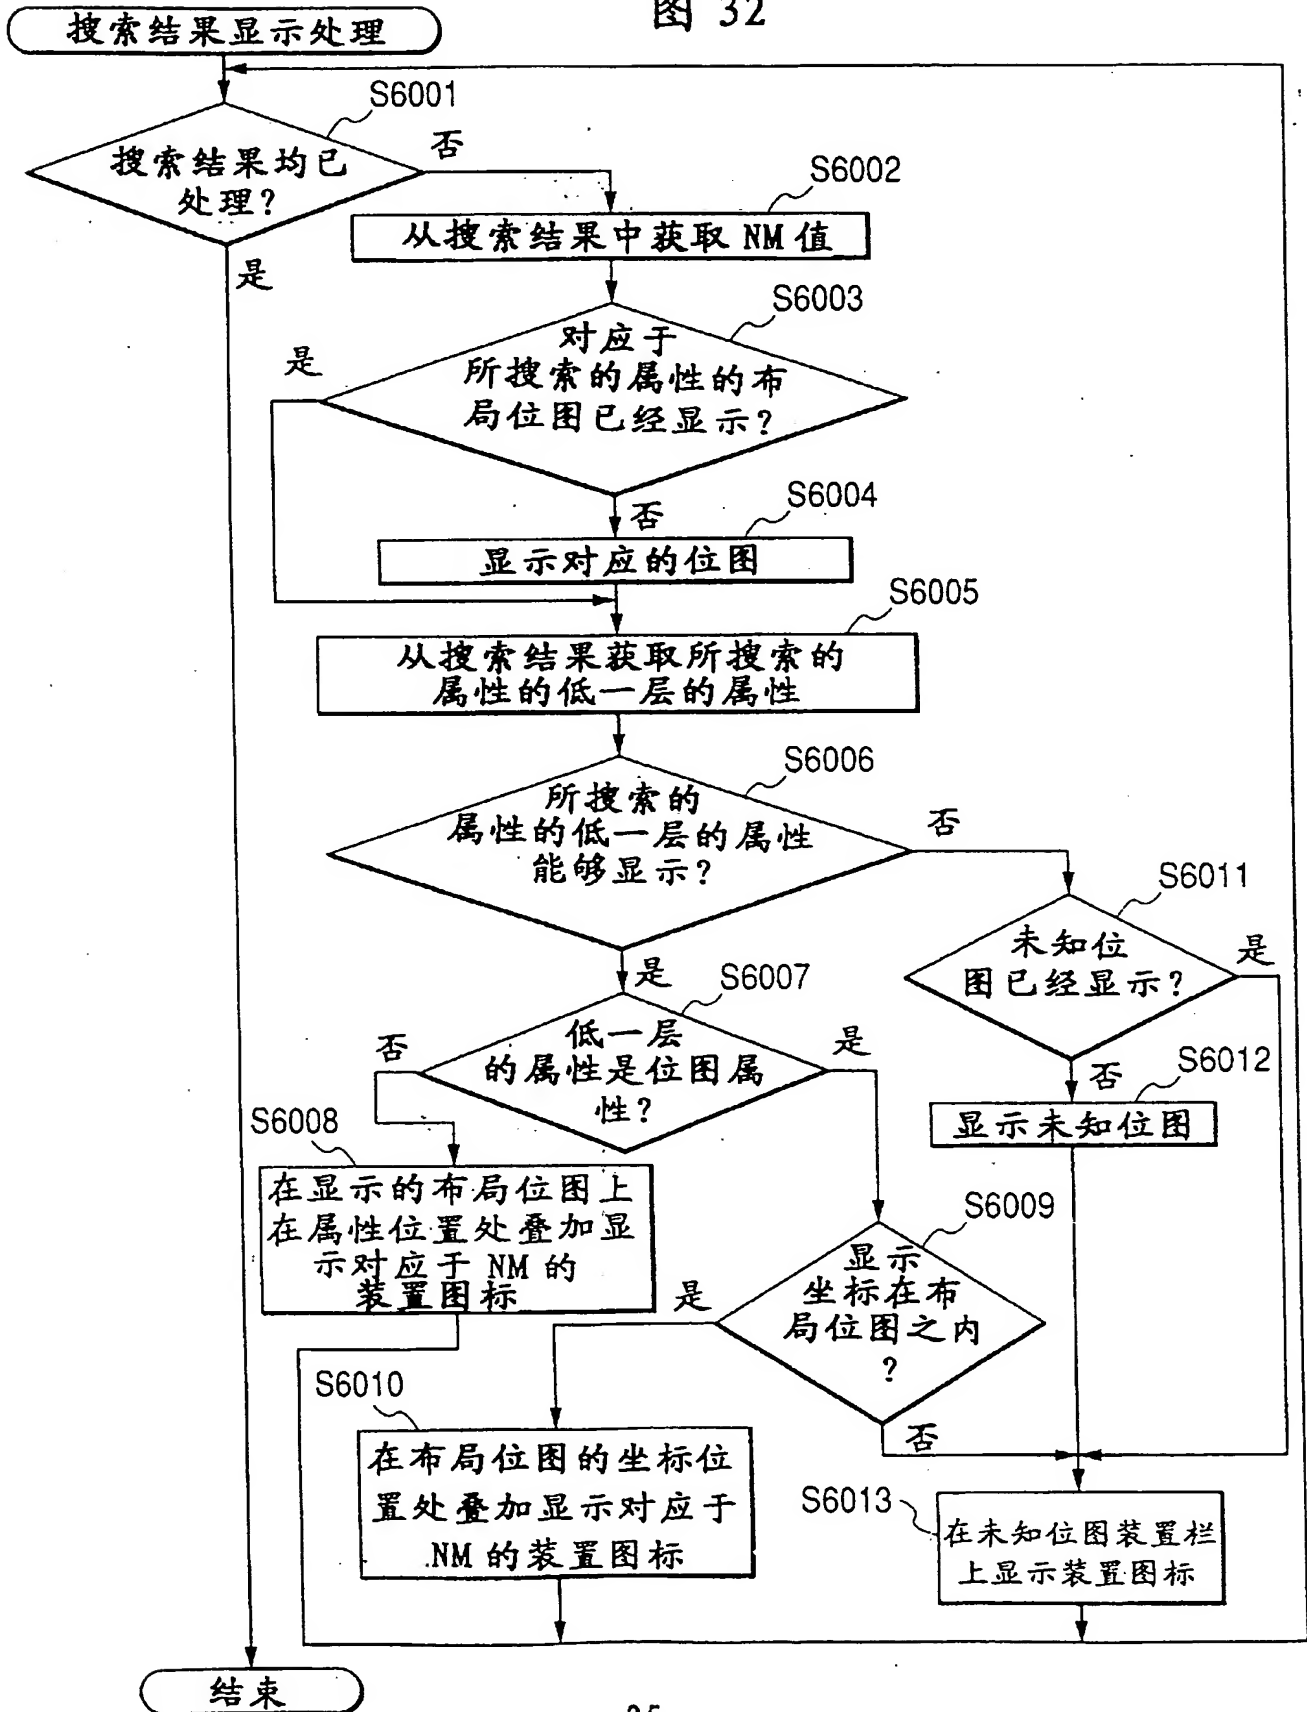 图 32
搜索结果显示处理
S6001
搜索结果均已
处理？
否
是
S6002
从搜索结果中获取 NM 值
S6003
对应于
所搜索的属性的布
局位图已经显示？
是
否
S6004
显示对应的位图
S6005
从搜索结果获取所搜索的
属性的低一层的属性
S6006
所搜索的
属性的低一层的属性
能够显示？
否
是
S6011
未知位
图已经显示？
是
否
S6012
显示未知位图
S6007
低一层
的属性是位图属
性？
否
是
S6008
在显示的布局位图上
在属性位置处叠加显
示对应于 NM 的
装置图标
S6009
显示
坐标在布
局位图之内
？
是
否
S6010
在布局位图的坐标位
置处叠加显示对应于
NM 的装置图标
S6013
在未知位图装置栏
上显示装置图标
结束